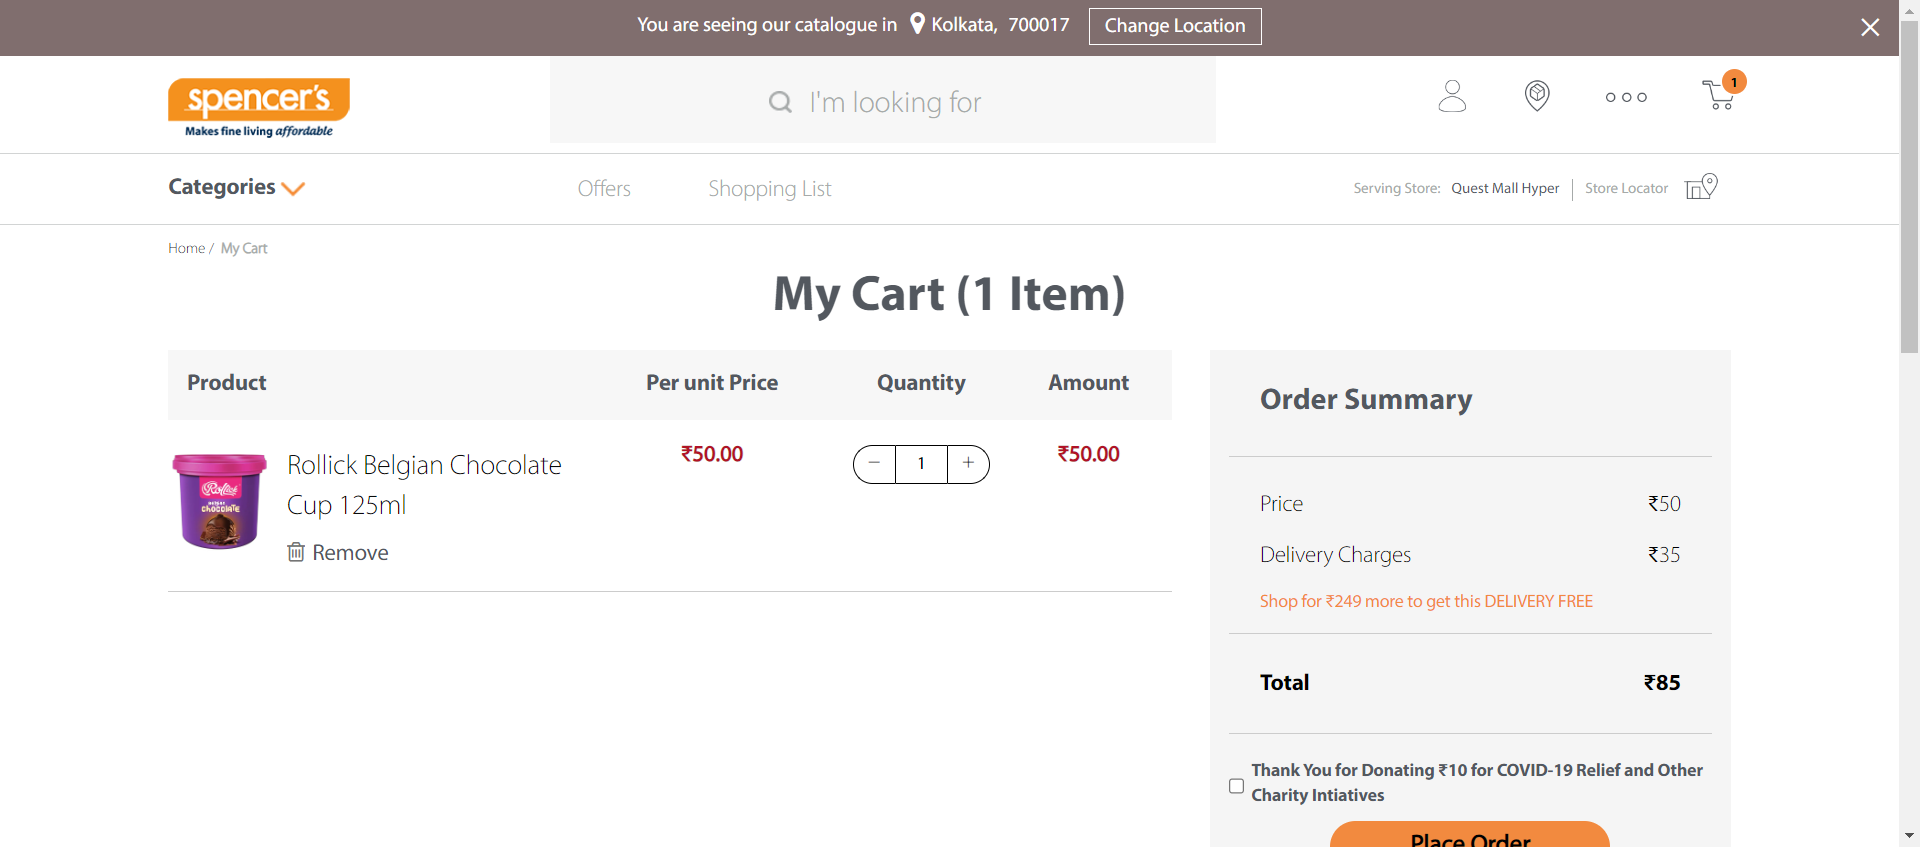 You are seeing our catalogue in Kolkata, 700017 Change Location
spencer's
Makes fine living affordable
I'm looking for
1
Categories
Offers
Shopping List
Serving Store: Quest Mall Hyper
Store Locator
Home / My Cart
My Cart (1 Item)
Product Per unit Price Quantity Amount
Rollick Belgian Chocolate
Cup 125ml
₹50.00
− 1 +
₹50.00
Remove
Rollick
CHOCOLATE
Order Summary
Price ₹50
Delivery Charges ₹35
Shop for ₹249 more to get this DELIVERY FREE
Total ₹85
Thank You for Donating ₹10 for COVID-19 Relief and Other
Charity Intiatives
Place Order